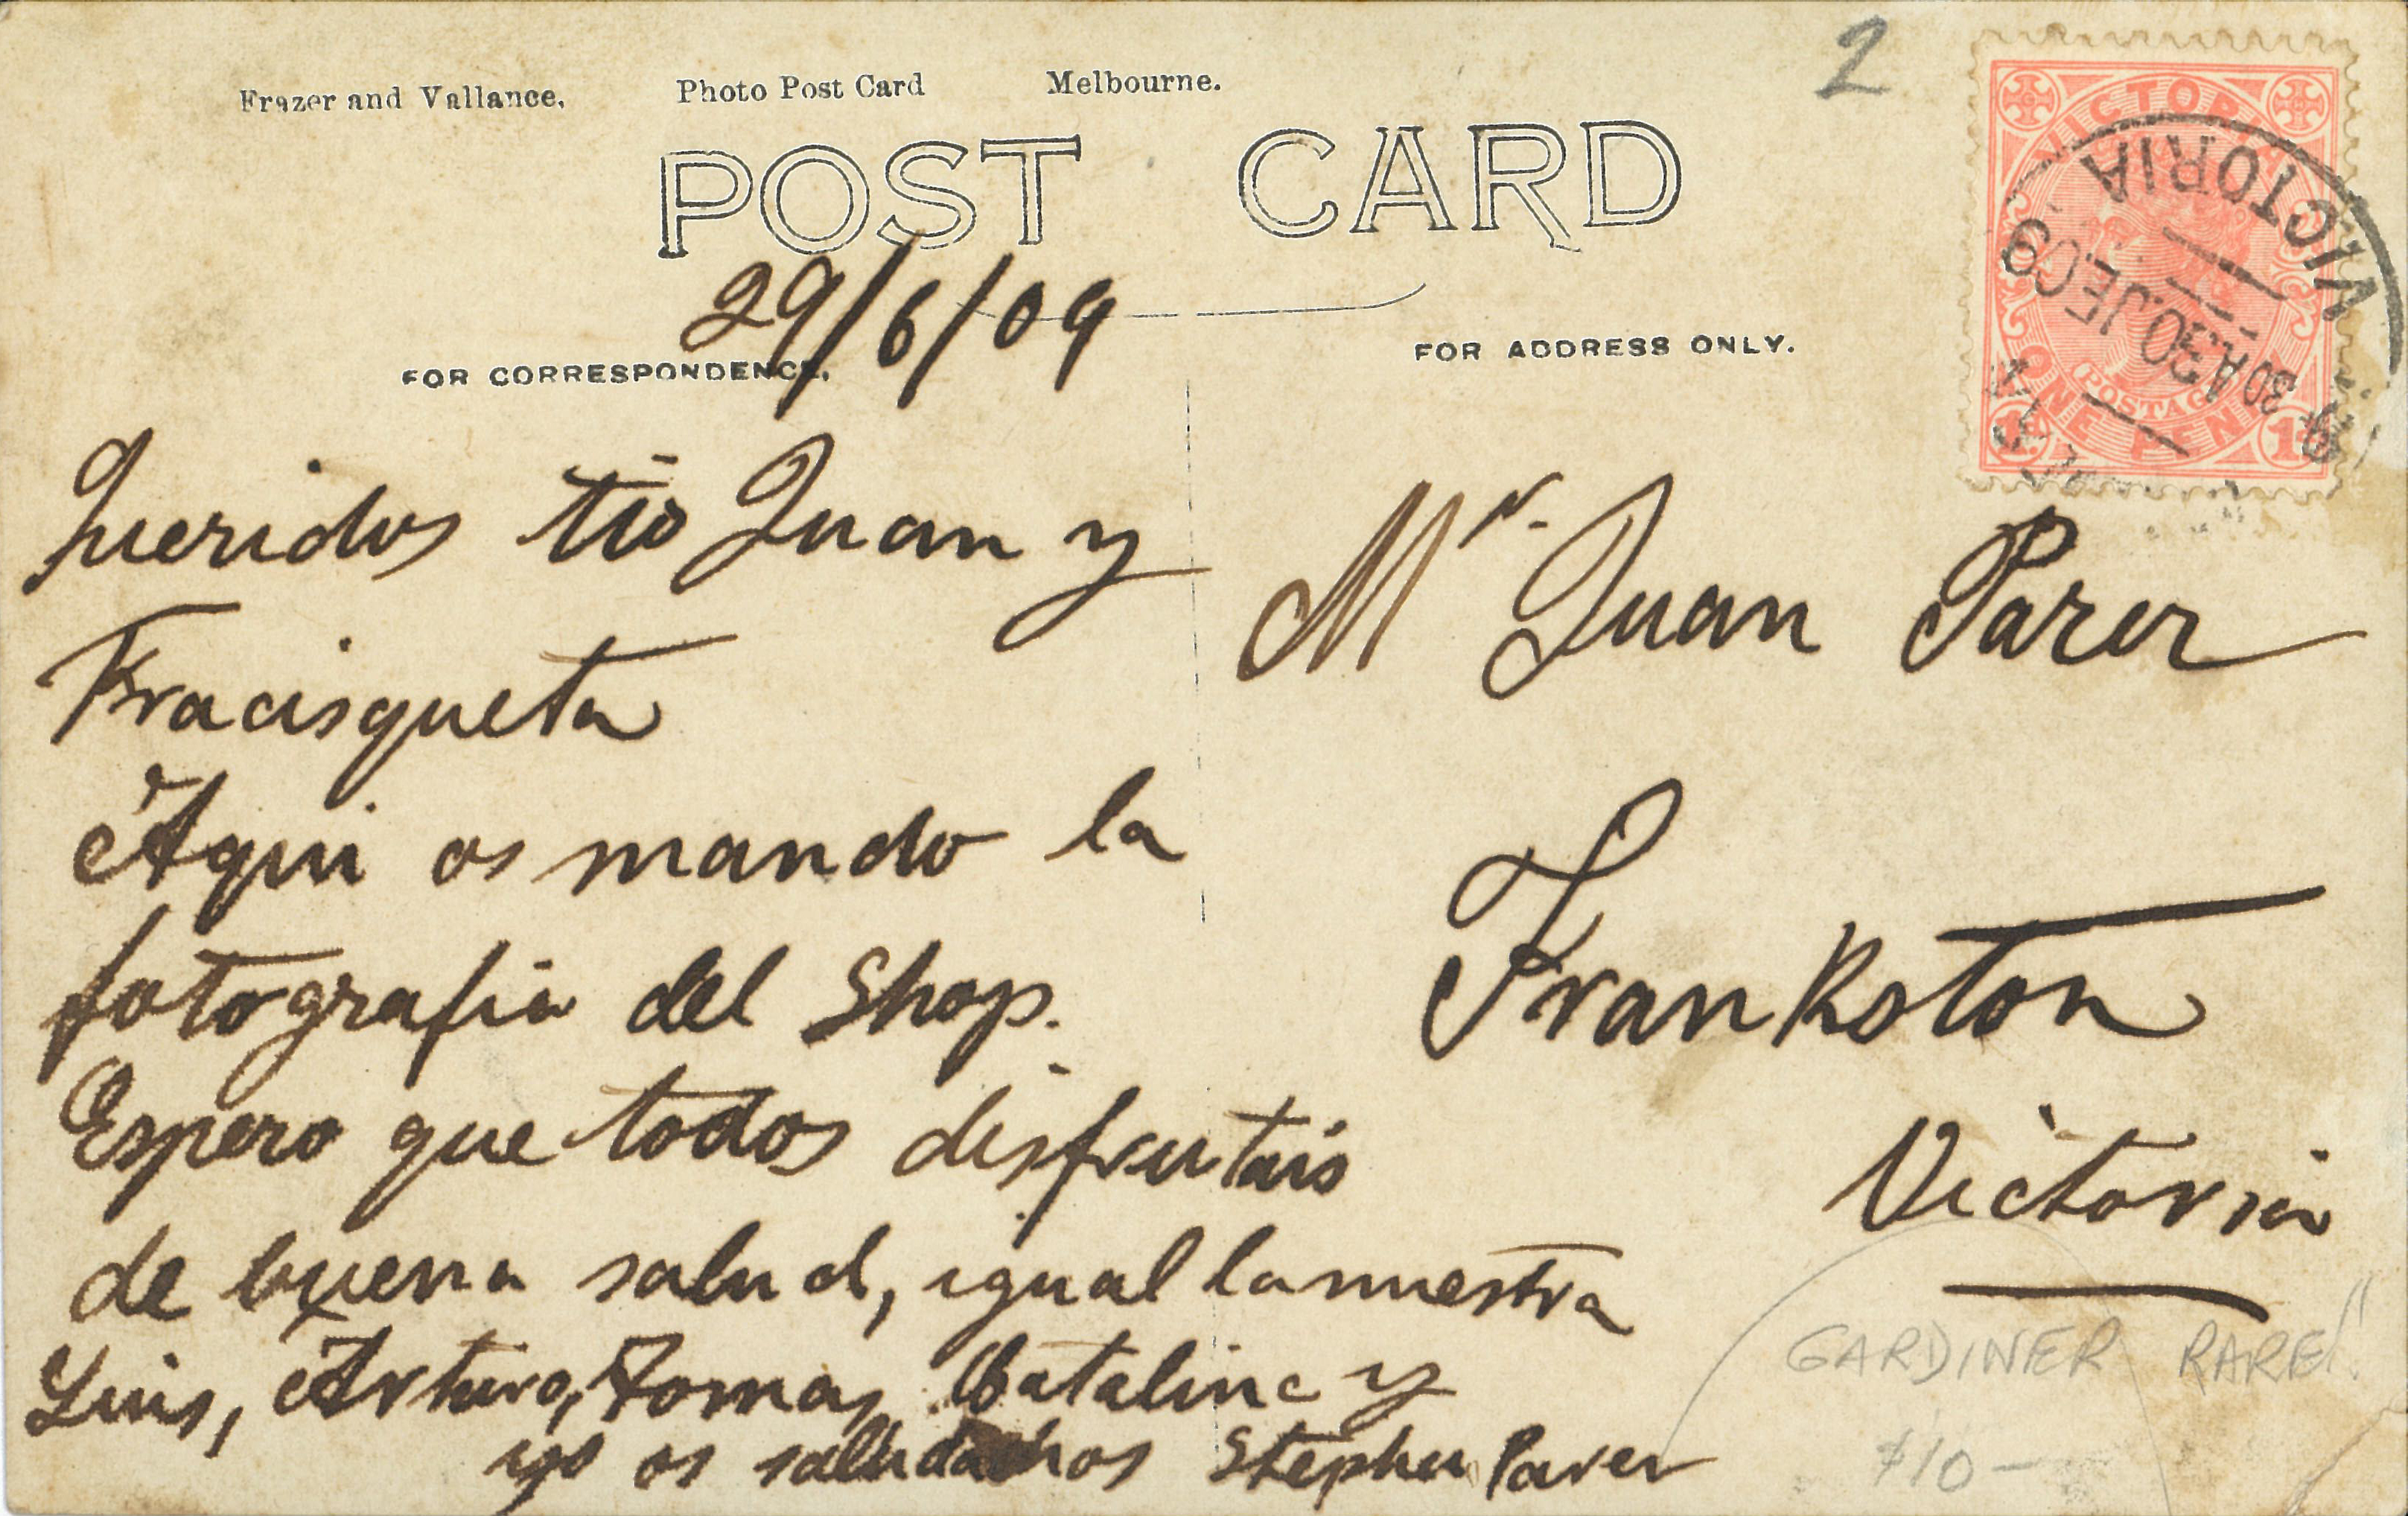 Frazer and Vallance. Photo Post Card Melbourne.
2
POST CARD
VICTORIA
VICTORIA
30 JE 09
POSTAGE
ONE PENNY
29/6/09
FOR CORRESPONDENCE.
FOR ADDRESS ONLY.
Queridos tio Juan y
Fracisqueta
Aqui os mando la
fotografia del Shop.
Espero que todos disfrutais
de buena salud, igual la nuestra
Luis, Arturo, Tomas, Catalina y
yo os saludamos Stephen Parer
Mr. Juan Parer
Frankston
Victoria
GARDINER RARE!!
$10-